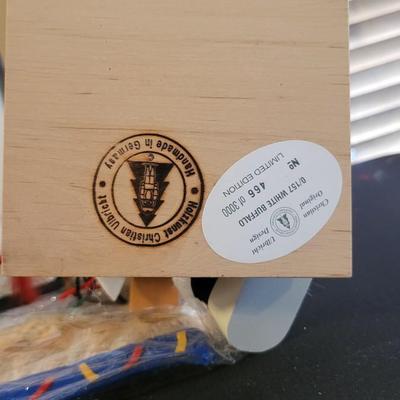 Holzkunst Christian Ulbricht
Handmade in Germany
Christian Ulbricht
Original Design
0/157 WHITE BUFFALO
No 466 of 3000
LIMITED EDITION